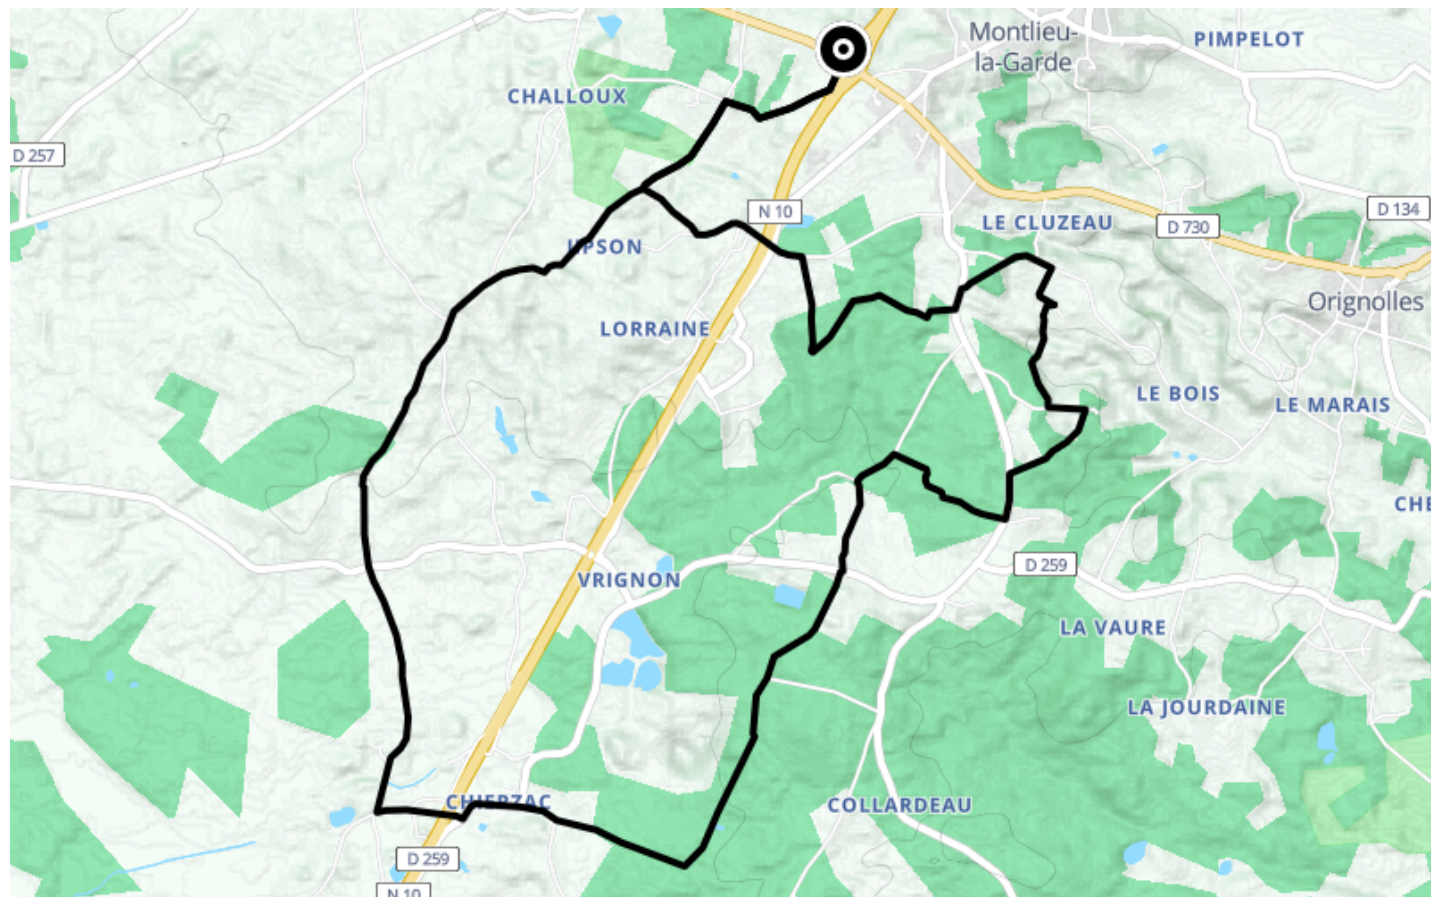 Montlieu-
la-Garde
PIMPELOT
CHALLOUX
D 257
N 10
D 134
LE CLUZEAU
D 730
Orignolles
LORRAINE
LE BOIS
LE MARAIS
D 259
VRIGNON
LA VAURE
LA JOURDAINE
CHIERZAC
COLLARDEAU
D 259
N 10